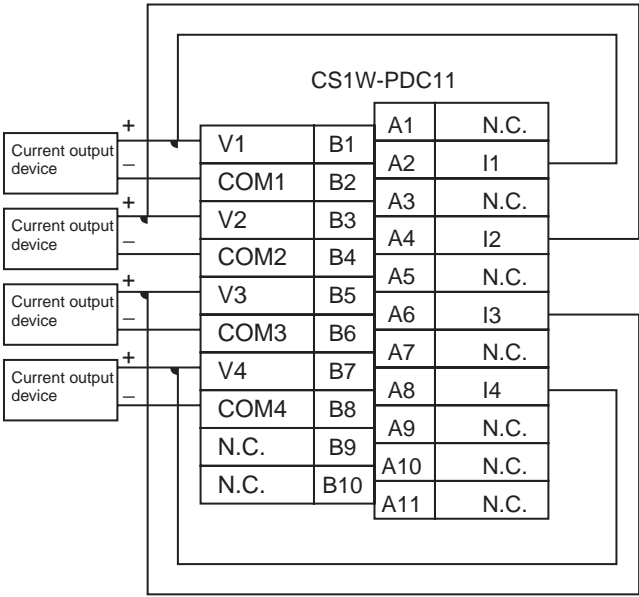 CS1W-PDC11
A1 N.C.
+
V1 B1
Current output
device
A2 I1
–
COM1 B2
A3 N.C.
+
V2 B3
Current output
device
A4 I2
–
COM2 B4
A5 N.C.
+
V3 B5
Current output
device
A6 I3
–
COM3 B6
A7 N.C.
+
V4 B7
Current output
device
A8 I4
–
COM4 B8
A9 N.C.
N.C. B9
A10 N.C.
N.C. B10
A11 N.C.